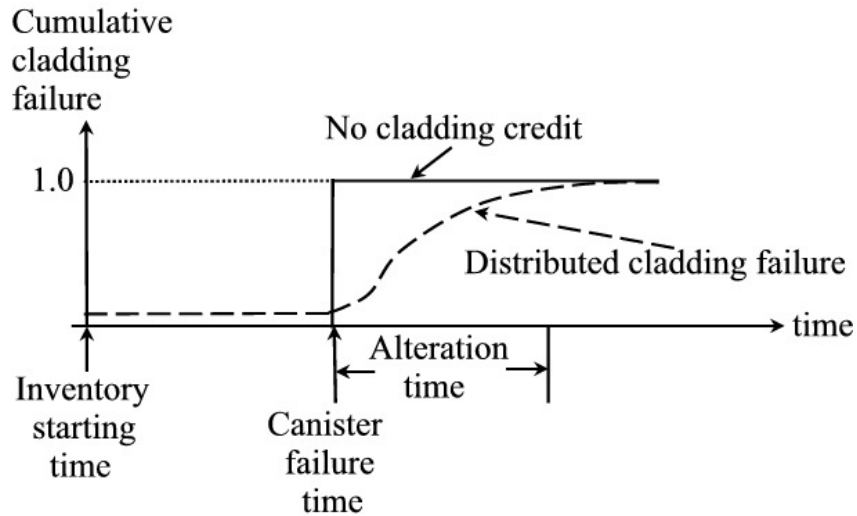 Cumulative
cladding
failure
No cladding credit
1.0
Distributed cladding failure
time
Alteration
time
Inventory
starting
time
Canister
failure
time